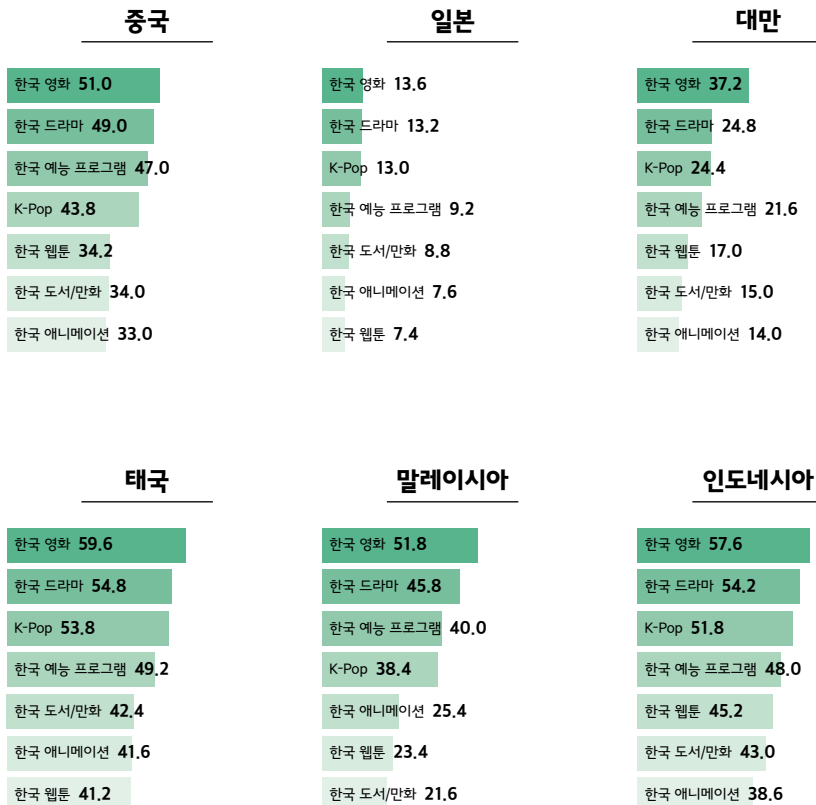 중국
한국 영화 51.0
한국 드라마 49.0
한국 예능 프로그램 47.0
K-Pop 43.8
한국 웹툰 34.2
한국 도서/만화 34.0
한국 애니메이션 33.0
일본
한국 영화 13.6
한국 드라마 13.2
K-Pop 13.0
한국 예능 프로그램 9.2
한국 도서/만화 8.8
한국 애니메이션 7.6
한국 웹툰 7.4
대만
한국 영화 37.2
한국 드라마 24.8
K-Pop 24.4
한국 예능 프로그램 21.6
한국 웹툰 17.0
한국 도서/만화 15.0
한국 애니메이션 14.0
태국
한국 영화 59.6
한국 드라마 54.8
K-Pop 53.8
한국 예능 프로그램 49.2
한국 도서/만화 42.4
한국 애니메이션 41.6
한국 웹툰 41.2
말레이시아
한국 영화 51.8
한국 드라마 45.8
한국 예능 프로그램 40.0
K-Pop 38.4
한국 애니메이션 25.4
한국 웹툰 23.4
한국 도서/만화 21.6
인도네시아
한국 영화 57.6
한국 드라마 54.2
K-Pop 51.8
한국 예능 프로그램 48.0
한국 웹툰 45.2
한국 도서/만화 43.0
한국 애니메이션 38.6